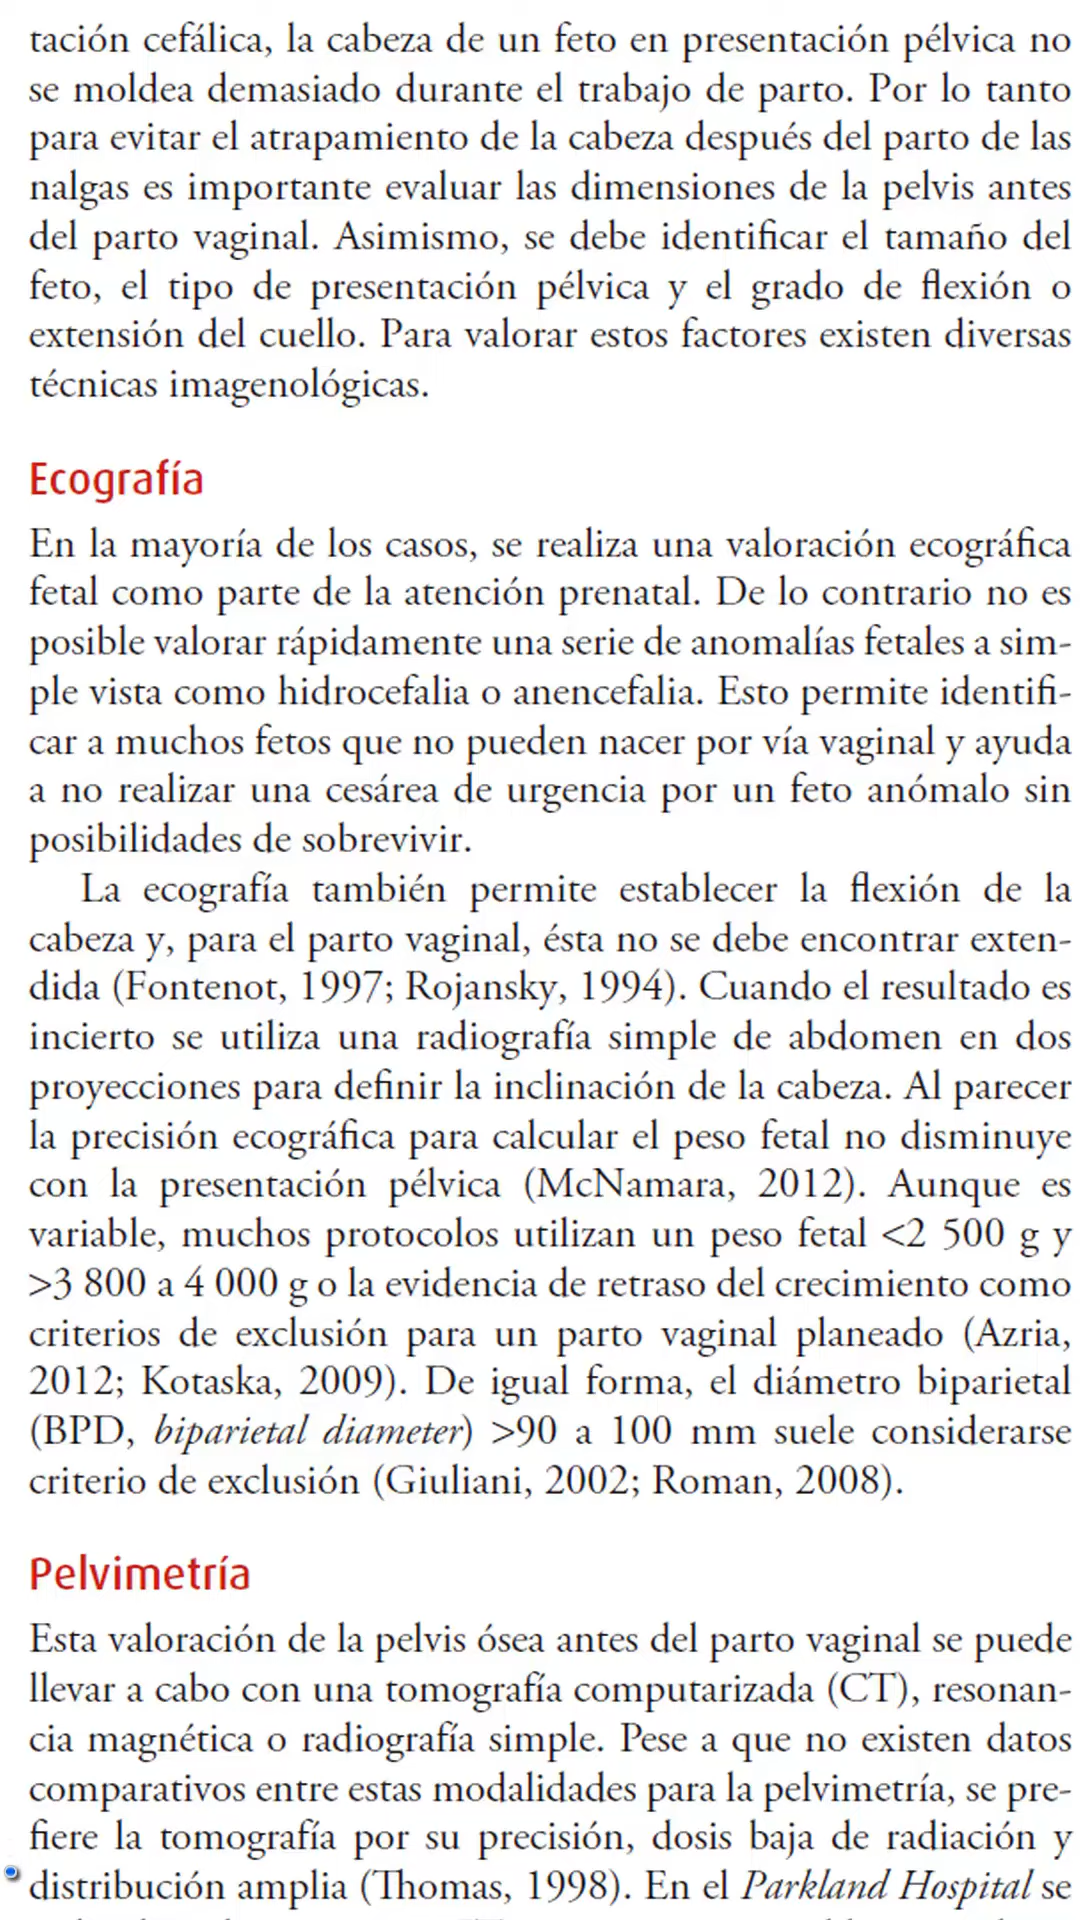 tación cefálica, la cabeza de un feto en presentación pélvica no
se moldea demasiado durante el trabajo de parto. Por lo tanto
para evitar el atrapamiento de la cabeza después del parto de las
nalgas es importante evaluar las dimensiones de la pelvis antes
del parto vaginal. Asimismo, se debe identificar el tamaño del
feto, el tipo de presentación pélvica y el grado de flexión o
extensión del cuello. Para valorar estos factores existen diversas
técnicas imagenológicas.
Ecografía
En la mayoría de los casos, se realiza una valoración ecográfica
fetal como parte de la atención prenatal. De lo contrario no es
posible valorar rápidamente una serie de anomalías fetales a sim-
ple vista como hidrocefalia o anencefalia. Esto permite identifi-
car a muchos fetos que no pueden nacer por vía vaginal y ayuda
a no realizar una cesárea de urgencia por un feto anómalo sin
posibilidades de sobrevivir.
La ecografía también permite establecer la flexión de la
cabeza y, para el parto vaginal, ésta no se debe encontrar exten-
dida (Fontenot, 1997; Rojansky, 1994). Cuando el resultado es
incierto se utiliza una radiografía simple de abdomen en dos
proyecciones para definir la inclinación de la cabeza. Al parecer
la precisión ecográfica para calcular el peso fetal no disminuye
con la presentación pélvica (McNamara, 2012). Aunque es
variable, muchos protocolos utilizan un peso fetal <2 500 g y
>3 800 a 4 000 g o la evidencia de retraso del crecimiento como
criterios de exclusión para un parto vaginal planeado (Azria,
2012; Kotaska, 2009). De igual forma, el diámetro biparietal
(BPD, biparietal diameter) >90 a 100 mm suele considerarse
criterio de exclusión (Giuliani, 2002; Roman, 2008).
Pelvimetría
Esta valoración de la pelvis ósea antes del parto vaginal se puede
llevar a cabo con una tomografía computarizada (CT), resonan-
cia magnética o radiografía simple. Pese a que no existen datos
comparativos entre estas modalidades para la pelvimetría, se pre-
fiere la tomografía por su precisión, dosis baja de radiación y
distribución amplia (Thomas, 1998). En el Parkland Hospital se